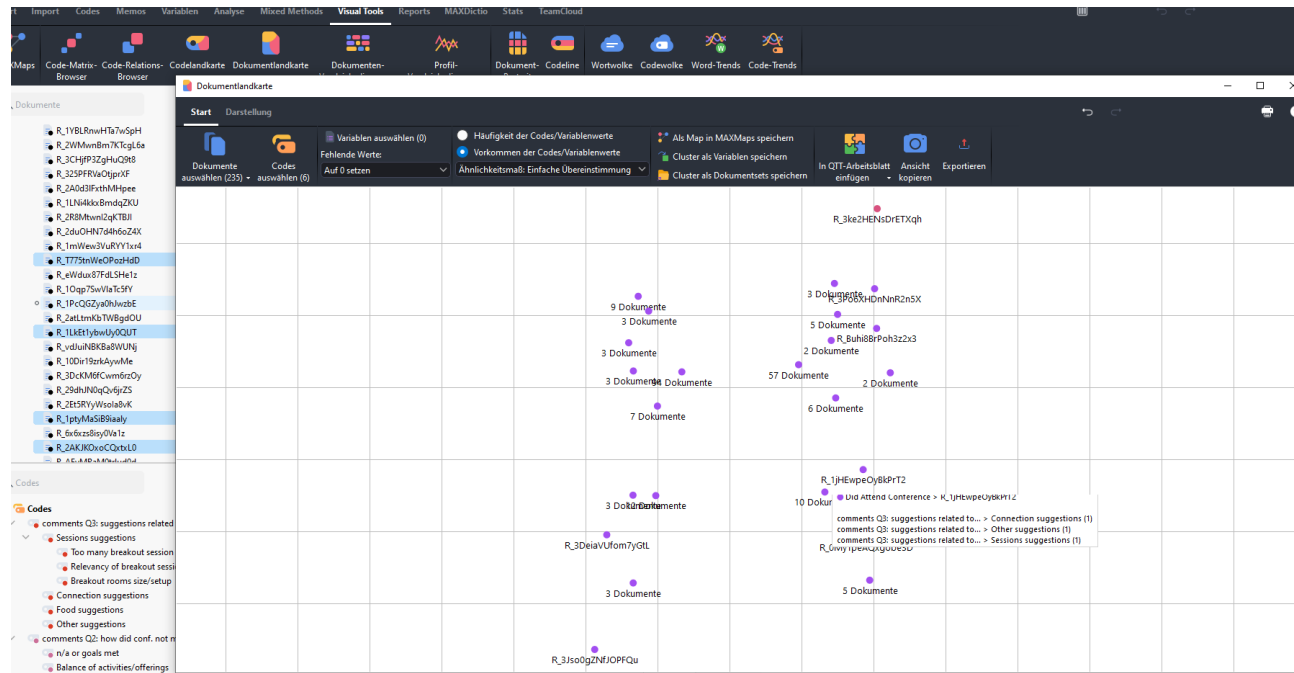 Import Codes Memos Variablen Analyse Mixed Methods Visual Tools Reports MAXDictio Stats TeamCloud
Maps Code-Matrix-Browser Code-Relations-Browser Codelandkarte Dokumentlandkarte Dokumenten- Profil- Dokument- Codeline Wortwolke Codewolke Word-Trends Code-Trends
Dokumentlandkarte
Start Darstellung
Dokumente auswählen (235)
Codes auswählen (6)
Variablen auswählen (0)
Fehlende Werte:
Auf 0 setzen
Häufigkeit der Codes/Variablenwerte
Vorkommen der Codes/Variablenwerte
Ähnlichkeitsmaß: Einfache Übereinstimmung
Als Map in MAXMaps speichern
Cluster als Variablen speichern
Cluster als Dokumentsets speichern
In QTT-Arbeitsblatt einfügen
Ansicht kopieren
Exportieren
Dokumente
R_1YBLRnwHTa7wSpH
R_2WMwnBm7KTcgL6a
R_3CHjfP3ZgHuQ9t8
R_325PFRVaOtjprXF
R_2A0d3lFxthMHpee
R_1LNi4kkxBmdqZKU
R_2R8Mtwnl2qKTBJl
R_2duOHN7d4h6oZ4X
R_1mWew3VuRYY1xr4
R_T775tnWeOPozHdD
R_eWdux87FdLSHe1z
R_1Oqp7SwVlaTc5fY
R_1PcQGZya0hJwzbE
R_2atLtmKbTWBgdOU
R_1LkEt1ybwUy0QUT
R_vdJuiNBKBa8WUNj
R_10Dir19zrkAywMe
R_3DcKM6fCwm6rzOy
R_29dhJN0qQv6jrZS
R_2Et5RYyWsola8vK
R_1ptyMaSiB9iaaly
R_6x6xzs8isy0Va1z
R_2AKJKOxoCQxtxL0
Codes
Codes
comments Q3: suggestions related
Sessions suggestions
Too many breakout session
Relevancy of breakout sessi
Breakout rooms size/setup
Connection suggestions
Food suggestions
Other suggestions
comments Q2: how did conf. not m
n/a or goals met
Balance of activities/offerings
R_3ke2HENsDrETXqh
3 Dokumente
R_3Po6XHDnNnR2n5X
9 Dokumente
3 Dokumente
5 Dokumente
R_Buhi8BrPoh3z2x3
3 Dokumente
2 Dokumente
3 Dokumente
94 Dokumente
57 Dokumente
2 Dokumente
7 Dokumente
6 Dokumente
R_1jHEwpeOyBkPrT2
3 Dokumente
10 Dokum
Did Attend Conference > R_1jHEwpeOyBkPrT2
comments Q3: suggestions related to... > Connection suggestions (1)
comments Q3: suggestions related to... > Other suggestions (1)
comments Q3: suggestions related to... > Sessions suggestions (1)
R_3DeiaVUfom7yGtL
3 Dokumente
5 Dokumente
R_3Jso0gZNfJOPFQu